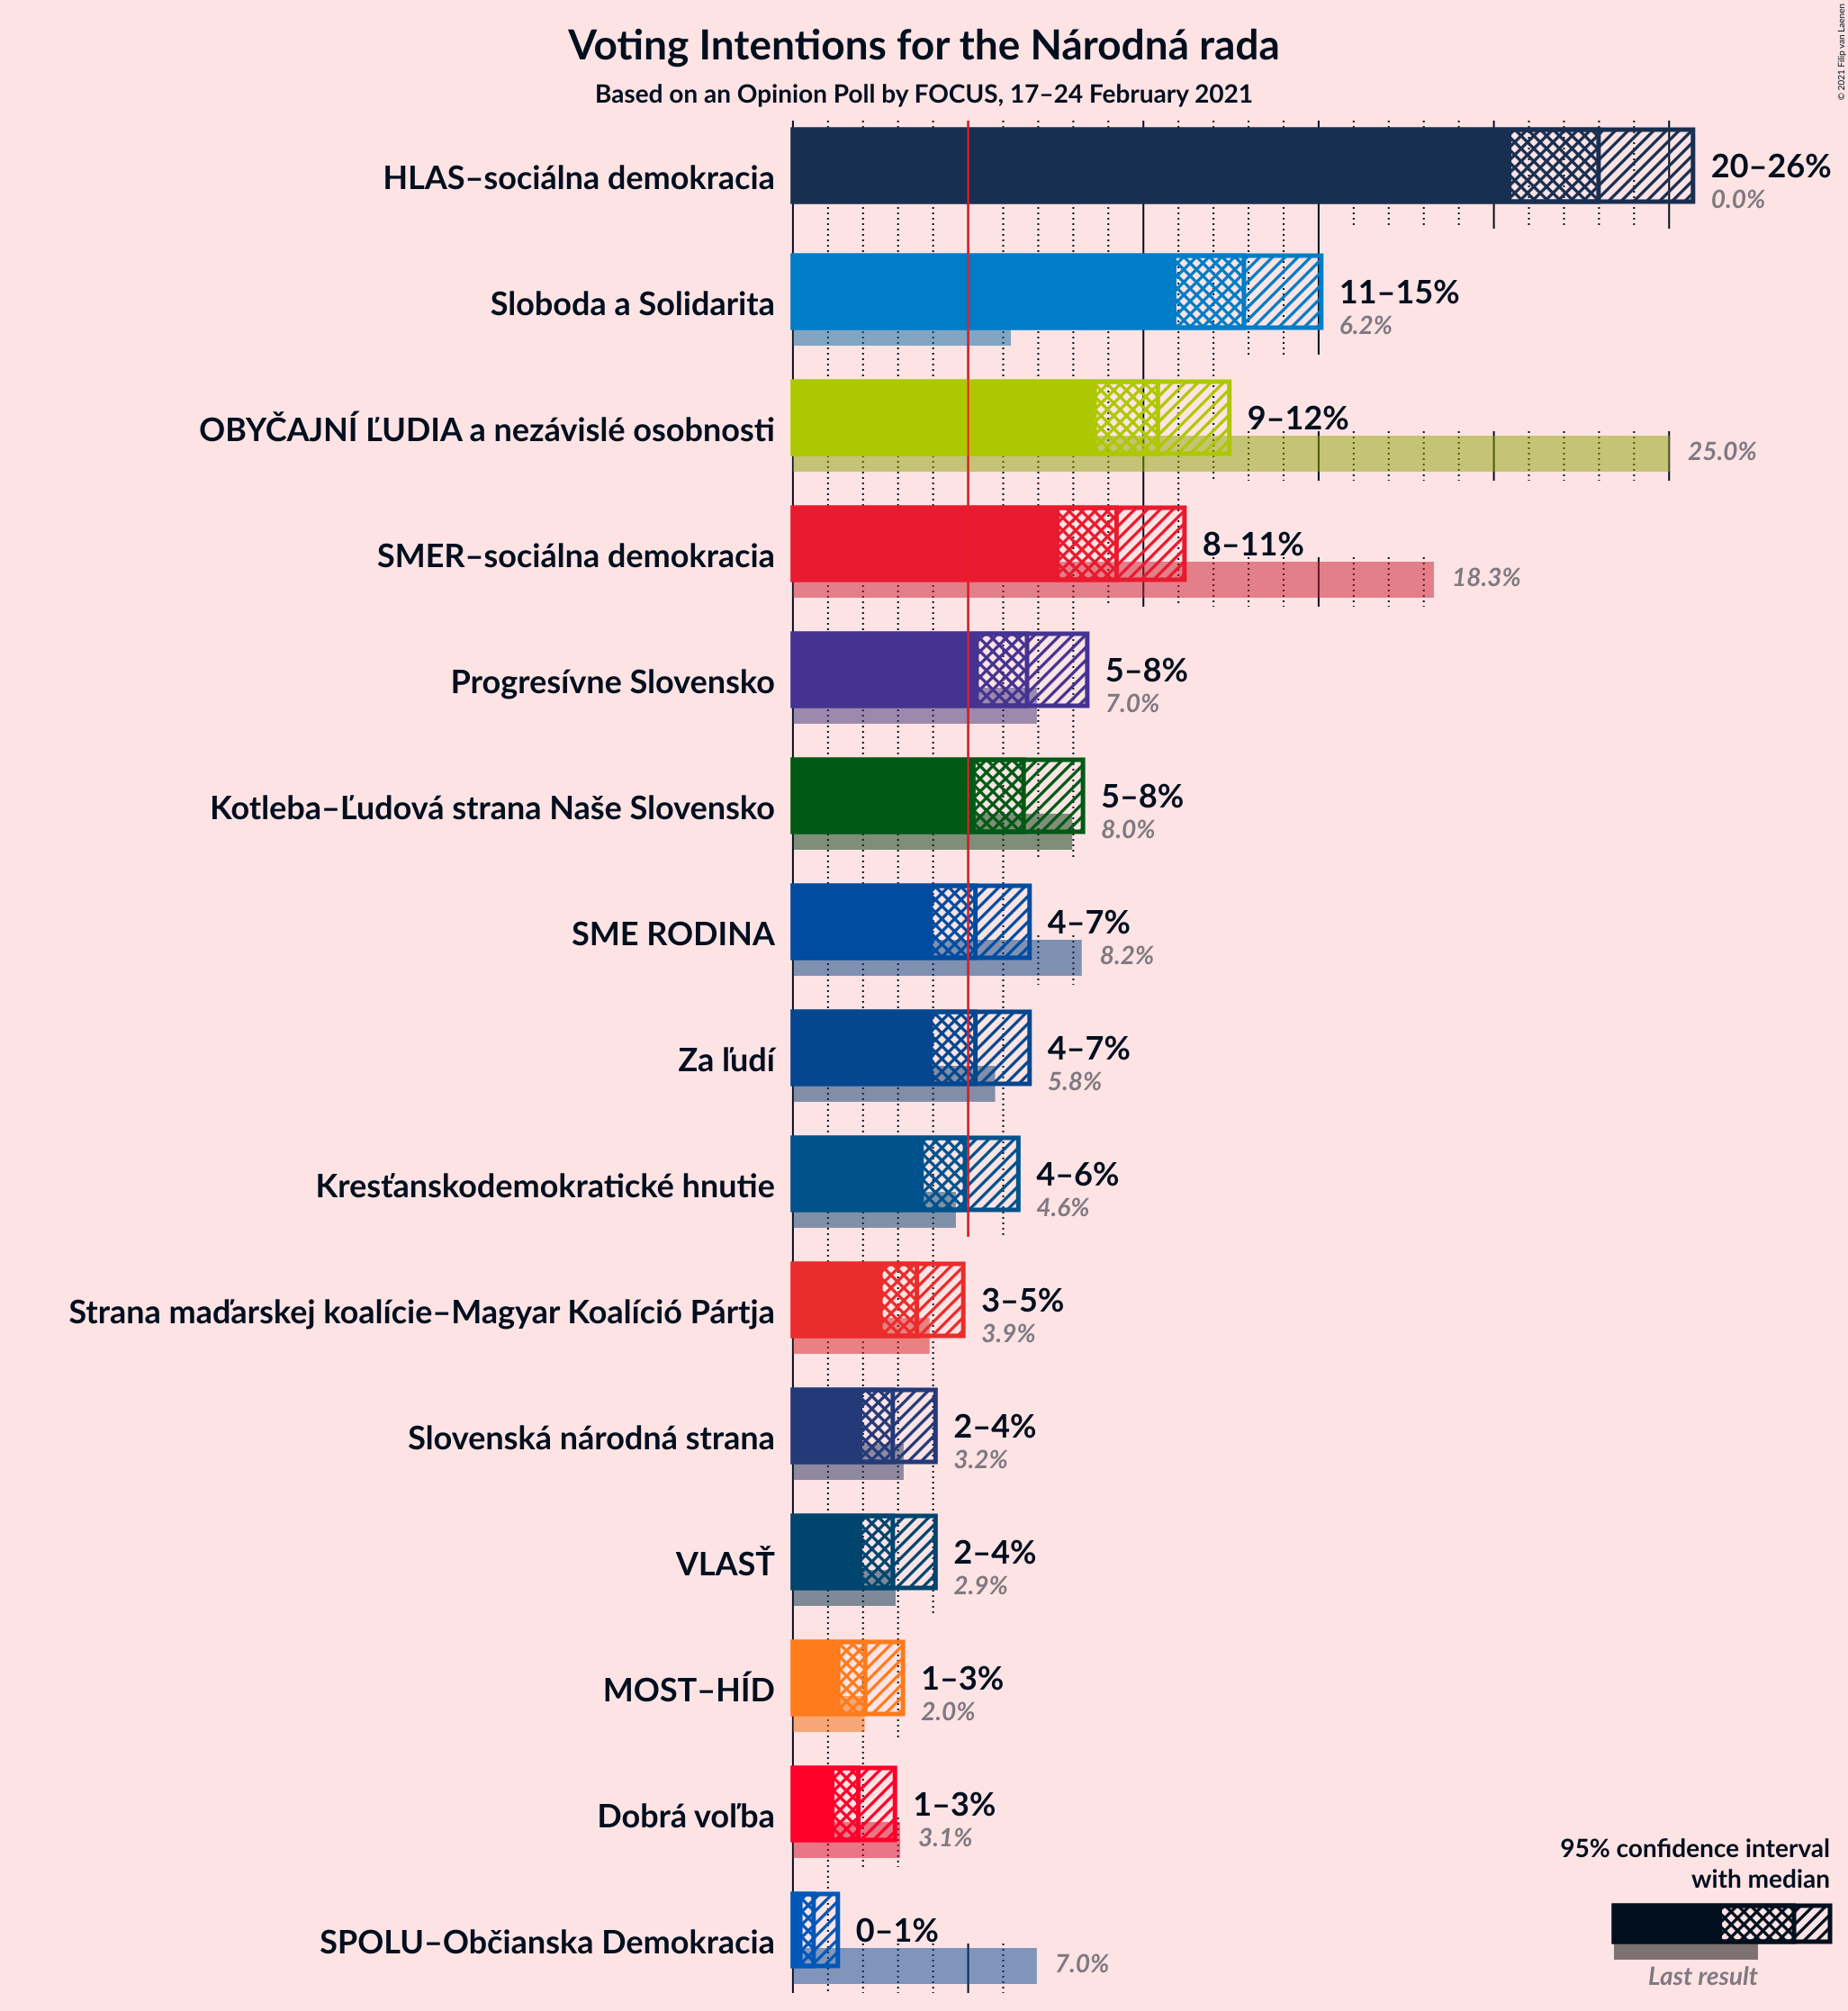 Voting Intentions for the Národná rada
Based on an Opinion Poll by FOCUS, 17–24 February 2021
© 2021 Filip van Laenen
HLAS–sociálna demokracia
20–26%
0.0%
Sloboda a Solidarita
11–15%
6.2%
OBYČAJNÍ ĽUDIA a nezávislé osobnosti
9–12%
25.0%
SMER–sociálna demokracia
8–11%
18.3%
Progresívne Slovensko
5–8%
7.0%
Kotleba–Ľudová strana Naše Slovensko
5–8%
8.0%
SME RODINA
4–7%
8.2%
Za ľudí
4–7%
5.8%
Kresťanskodemokratické hnutie
4–6%
4.6%
Strana maďarskej koalície–Magyar Koalíció Pártja
3–5%
3.9%
Slovenská národná strana
2–4%
3.2%
VLASŤ
2–4%
2.9%
MOST–HÍD
1–3%
2.0%
Dobrá voľba
1–3%
3.1%
SPOLU–Občianska Demokracia
0–1%
7.0%
95% confidence interval
with median
Last result